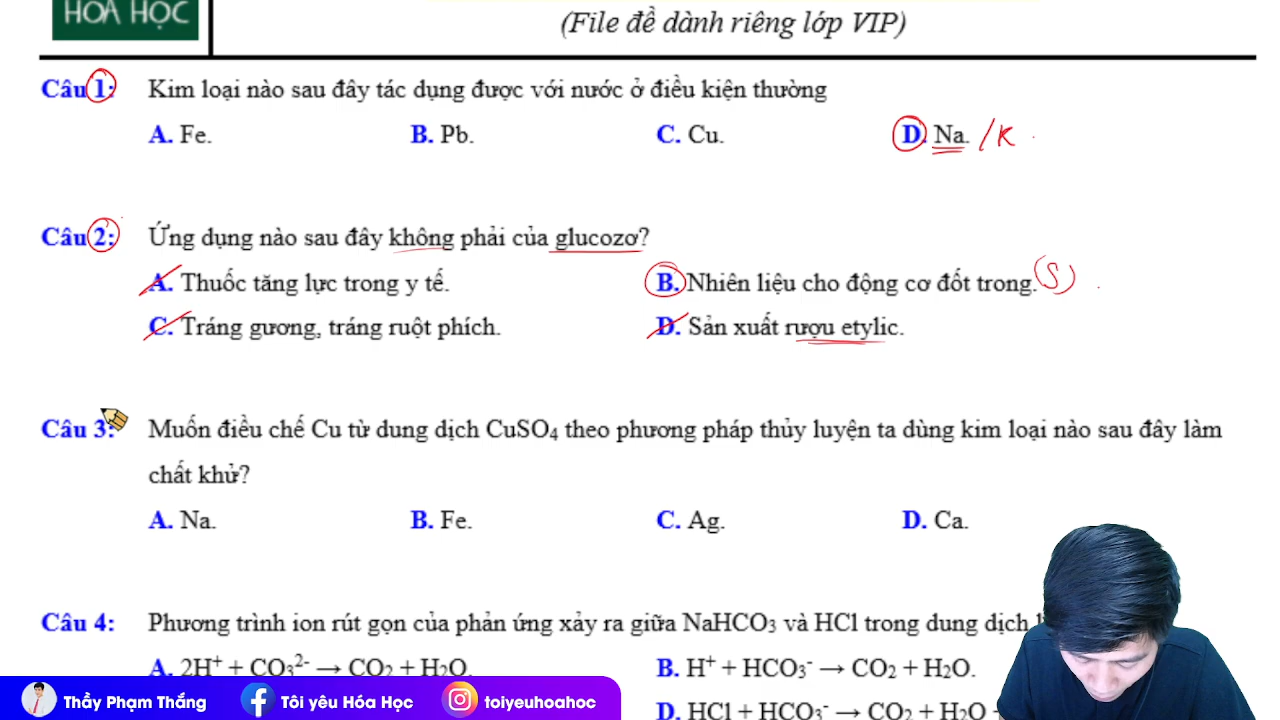 HOÁ HỌC
(File đề dành riêng lớp VIP)
Câu 1: Kim loại nào sau đây tác dụng được với nước ở điều kiện thường
A. Fe. B. Pb. C. Cu. D. Na. /K
Câu 2: Ứng dụng nào sau đây không phải của glucozơ?
A. Thuốc tăng lực trong y tế. B. Nhiên liệu cho động cơ đốt trong. (S)
C. Tráng gương, tráng ruột phích. D. Sản xuất rượu etylic.
Câu 3: Muốn điều chế Cu từ dung dịch CuSO₄ theo phương pháp thủy luyện ta dùng kim loại nào sau đây làm
chất khử?
A. Na. B. Fe. C. Ag. D. Ca.
Câu 4: Phương trình ion rút gọn của phản ứng xảy ra giữa NaHCO₃ và HCl trong dung dịch
A. 2H⁺ + CO₃²⁻ → CO₂ + H₂O. B. H⁺ + HCO₃⁻ → CO₂ + H₂O.
D. HCl + HCO₃⁻ → CO₂ + H₂O
Thầy Phạm Thắng Tôi yêu Hóa Học toiyeuhoahoc